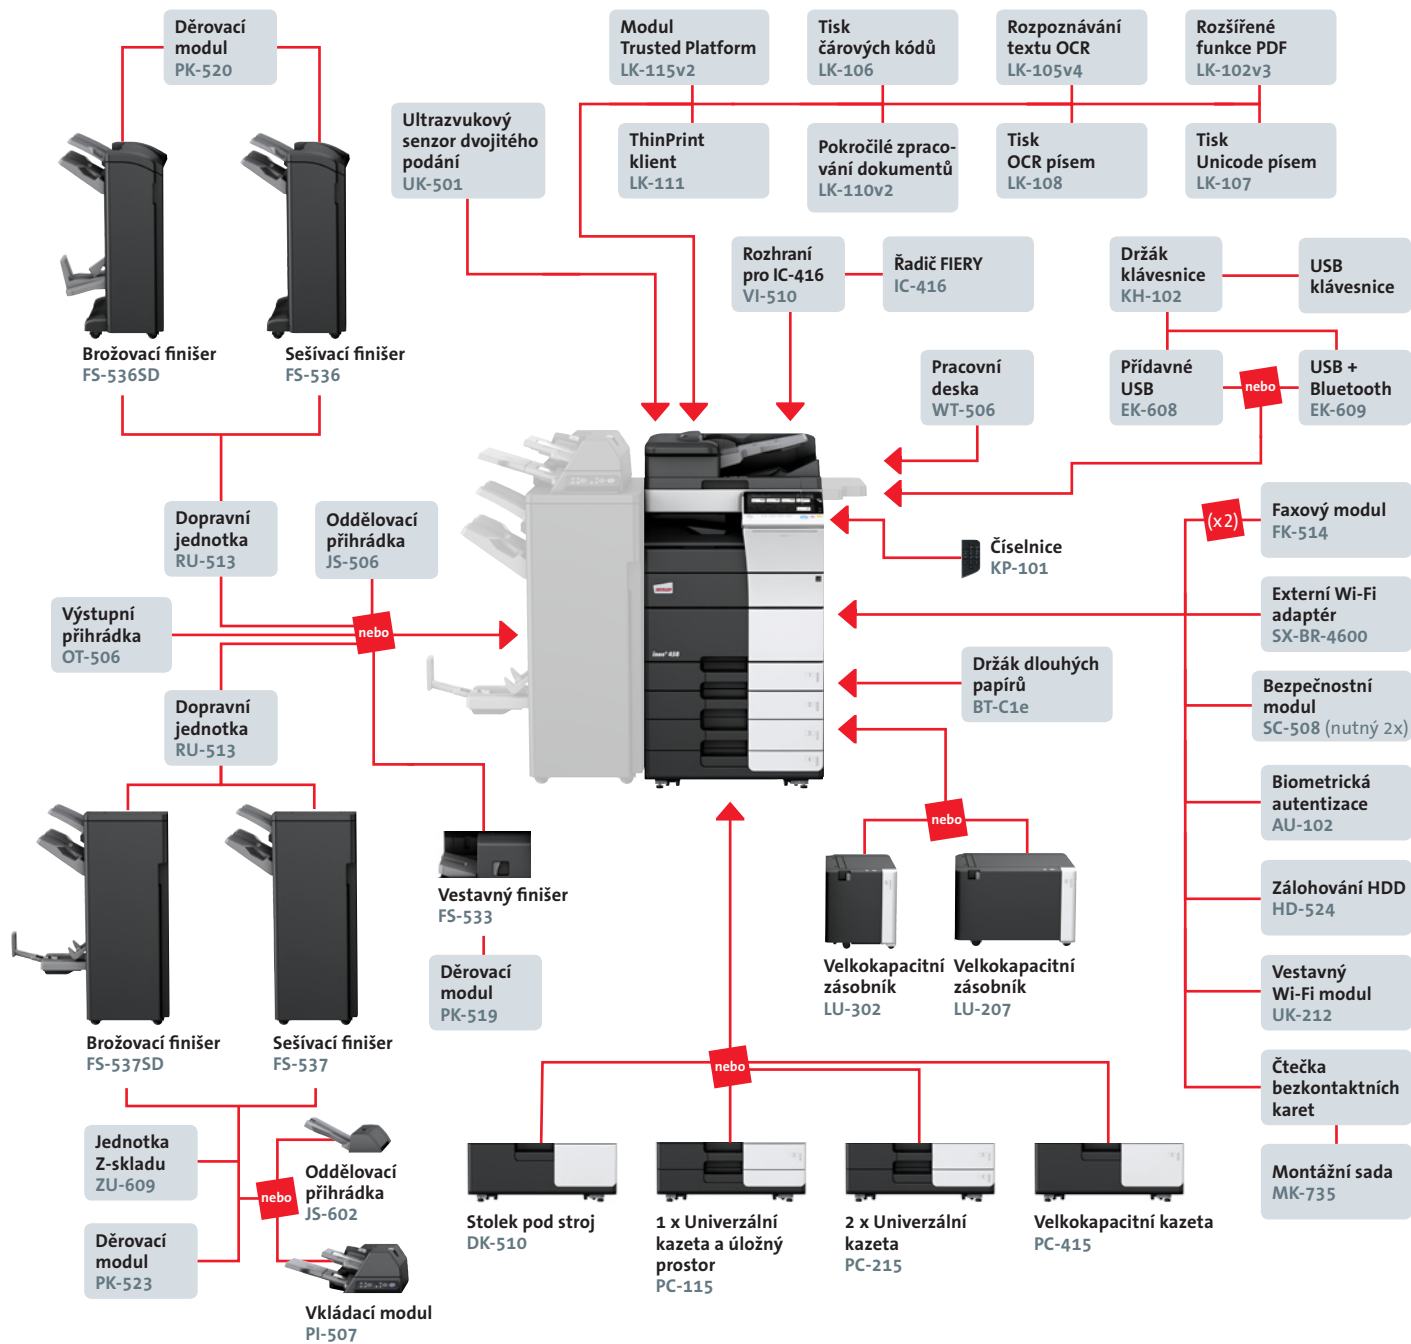 Děrovací
modul
PK-520
Modul
Trusted Platform
LK-115v2
Tisk
čárových kódů
LK-106
Rozpoznávání
textu OCR
LK-105v4
Rozšířené
funkce PDF
LK-102v3
Ultrazvukový
senzor dvojitého
podání
UK-501
ThinPrint
klient
LK-111
Pokročilé zpraco-
vání dokumentů
LK-110v2
Tisk
OCR písem
LK-108
Tisk
Unicode písem
LK-107
Rozhraní
pro IC-416
VI-510
Řadič FIERY
IC-416
Držák
klávesnice
KH-102
USB
klávesnice
Brožovací finišer
FS-536SD
Sešívací finišer
FS-536
Pracovní
deska
WT-506
Přídavné
USB
EK-608
nebo
USB +
Bluetooth
EK-609
Dopravní
jednotka
RU-513
Oddělovací
přihrádka
JS-506
Číselnice
KP-101
(x2)
Faxový modul
FK-514
Výstupní
přihrádka
OT-506
nebo
Externí Wi-Fi
adaptér
SX-BR-4600
Dopravní
jednotka
RU-513
ineo+ 458
Držák dlouhých
papírů
BT-C1e
Bezpečnostní
modul
SC-508 (nutný 2x)
Biometrická
autentizace
AU-102
nebo
Vestavný finišer
FS-533
Zálohování HDD
HD-524
Děrovací
modul
PK-519
Velkokapacitní
zásobník
LU-302
Velkokapacitní
zásobník
LU-207
Vestavný
Wi-Fi modul
UK-212
Brožovací finišer
FS-537SD
Sešívací finišer
FS-537
nebo
Čtečka
bezkontaktních
karet
Jednotka
Z-skladu
ZU-609
Oddělovací
přihrádka
JS-602
nebo
Montážní sada
MK-735
Děrovací
modul
PK-523
Stolek pod stroj
DK-510
1 x Univerzální
kazeta a úložný
prostor
PC-115
2 x Univerzální
kazeta
PC-215
Velkokapacitní kazeta
PC-415
Vkládací modul
PI-507